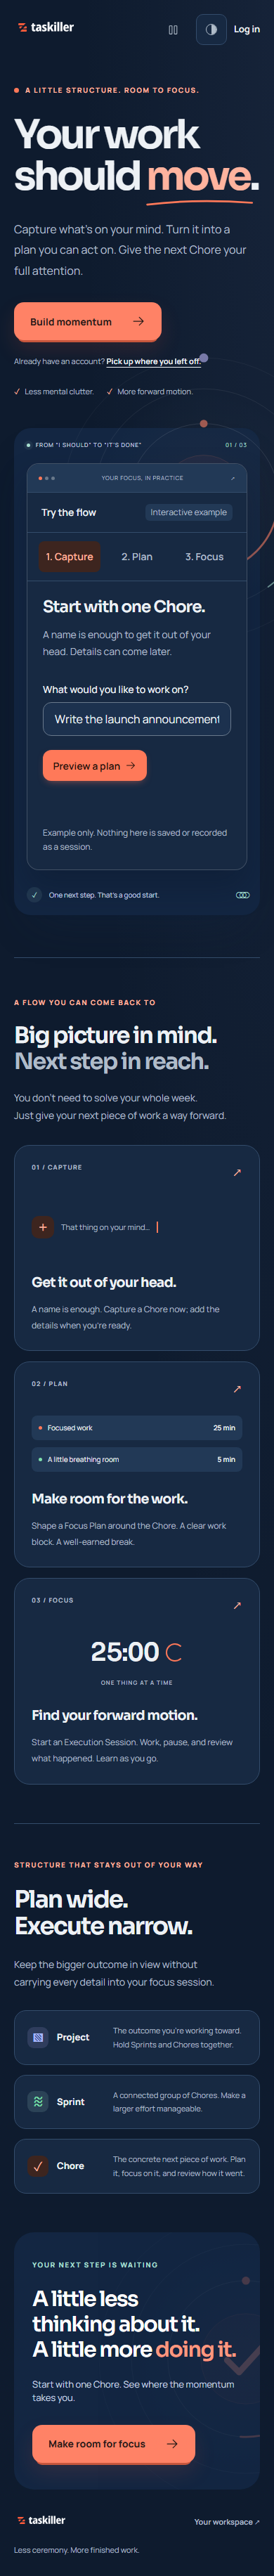 taskiller
Log in
A LITTLE STRUCTURE. ROOM TO FOCUS.
Your work
should move.
Capture what's on your mind. Turn it into a
plan you can act on. Give the next Chore your
full attention.
Build momentum →
Already have an account? Pick up where you left off.
✓ Less mental clutter. ✓ More forward motion.
FROM "I SHOULD" TO "IT'S DONE" 01 / 03
YOUR FOCUS, IN PRACTICE ↗
Try the flow Interactive example
1. Capture 2. Plan 3. Focus
Start with one Chore.
A name is enough to get it out of your
head. Details can come later.
What would you like to work on?
Write the launch announcement
Preview a plan →
Example only. Nothing here is saved or recorded
as a session.
✓ One next step. That's a good start.
A FLOW YOU CAN COME BACK TO
Big picture in mind.
Next step in reach.
You don't need to solve your whole week.
Just give your next piece of work a way forward.
01 / CAPTURE ↗
+ That thing on your mind...
Get it out of your head.
A name is enough. Capture a Chore now; add the
details when you're ready.
02 / PLAN ↗
Focused work 25 min
A little breathing room 5 min
Make room for the work.
Shape a Focus Plan around the Chore. A clear work
block. A well-earned break.
03 / FOCUS ↗
25:00
ONE THING AT A TIME
Find your forward motion.
Start an Execution Session. Work, pause, and review
what happened. Learn as you go.
STRUCTURE THAT STAYS OUT OF YOUR WAY
Plan wide.
Execute narrow.
Keep the bigger outcome in view without
carrying every detail into your focus session.
Project
The outcome you're working toward.
Hold Sprints and Chores together.
Sprint
A connected group of Chores. Make a
larger effort manageable.
Chore
The concrete next piece of work. Plan
it, focus on it, and review how it went.
YOUR NEXT STEP IS WAITING
A little less
thinking about it.
A little more doing it.
Start with one Chore. See where the momentum
takes you.
Make room for focus →
taskiller
Your workspace ↗
Less ceremony. More finished work.